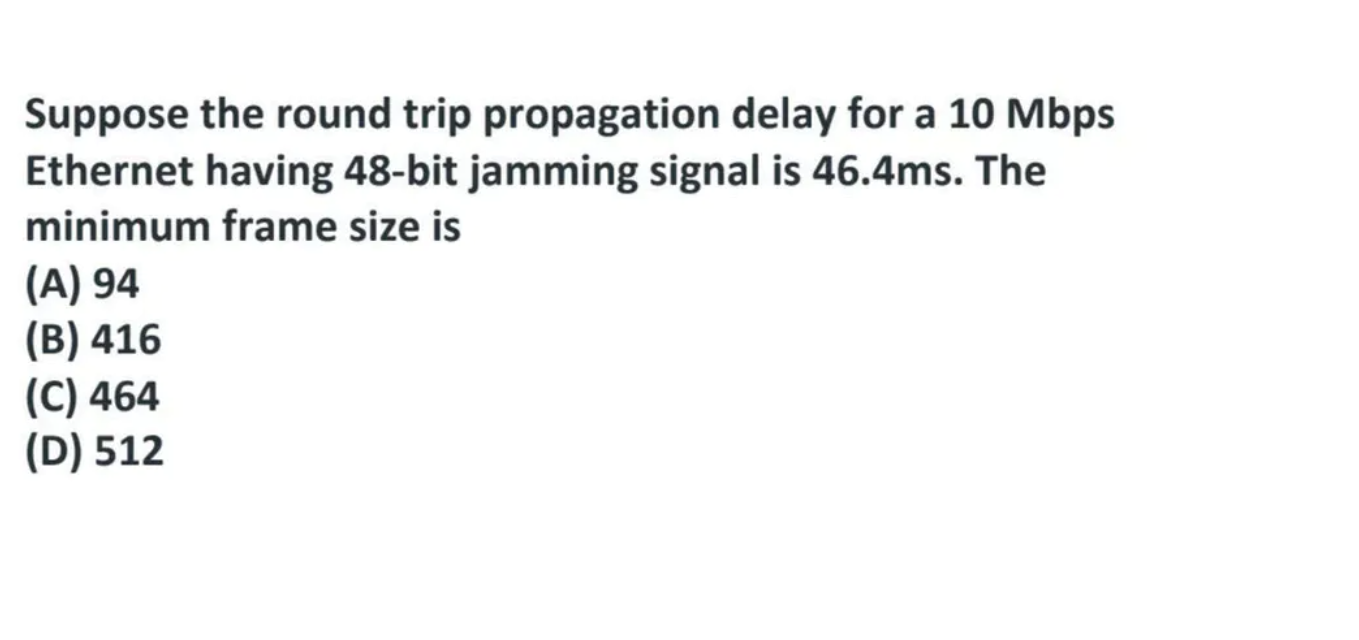 Suppose the round trip propagation delay for a 10 Mbps
Ethernet having 48-bit jamming signal is 46.4ms. The
minimum frame size is
(A) 94
(B) 416
(C) 464
(D) 512